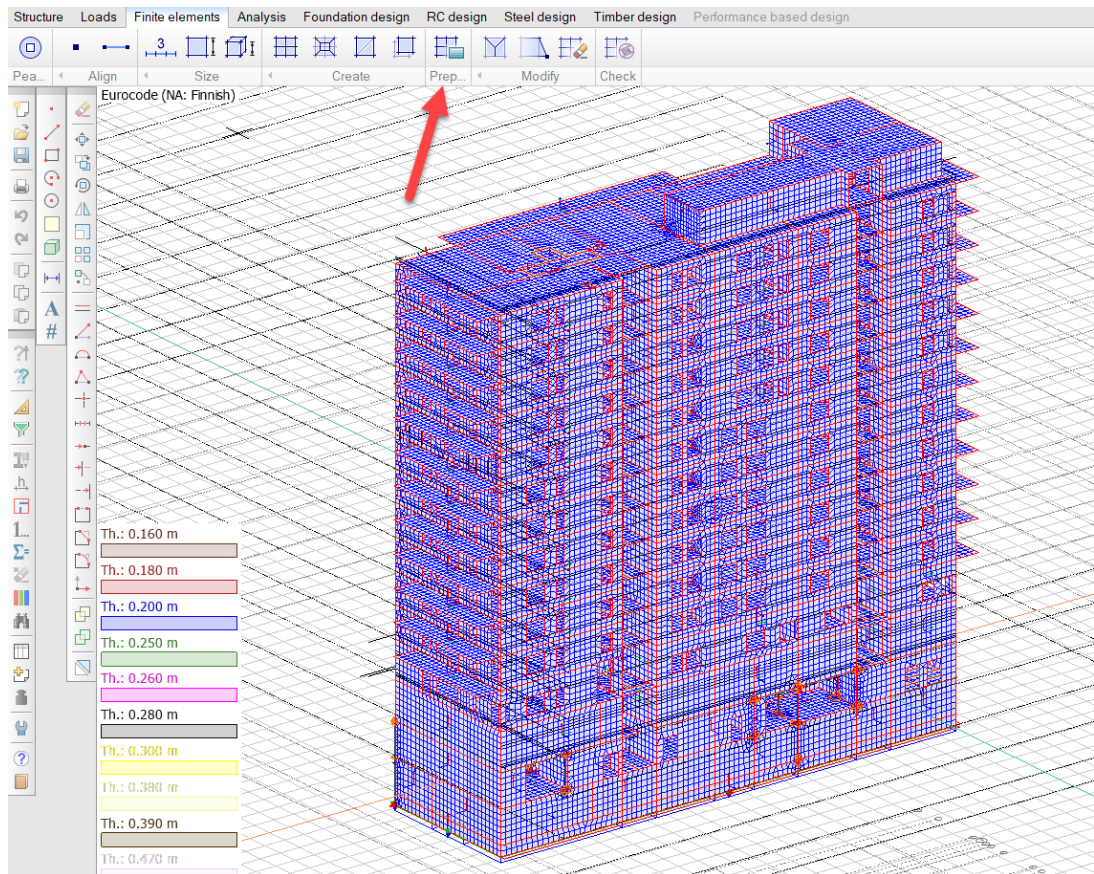 Structure Loads Finite elements Analysis Foundation design RC design Steel design Timber design Performance based design
3
Pea... Align Size Create Prep... Modify Check
Eurocode (NA: Finnish)
A
#
?
h
1...
Σ=
?
Th.: 0.160 m
Th.: 0.180 m
Th.: 0.200 m
Th.: 0.250 m
Th.: 0.260 m
Th.: 0.280 m
Th.: 0.300 m
Th.: 0.380 m
Th.: 0.390 m
Th.: 0.470 m